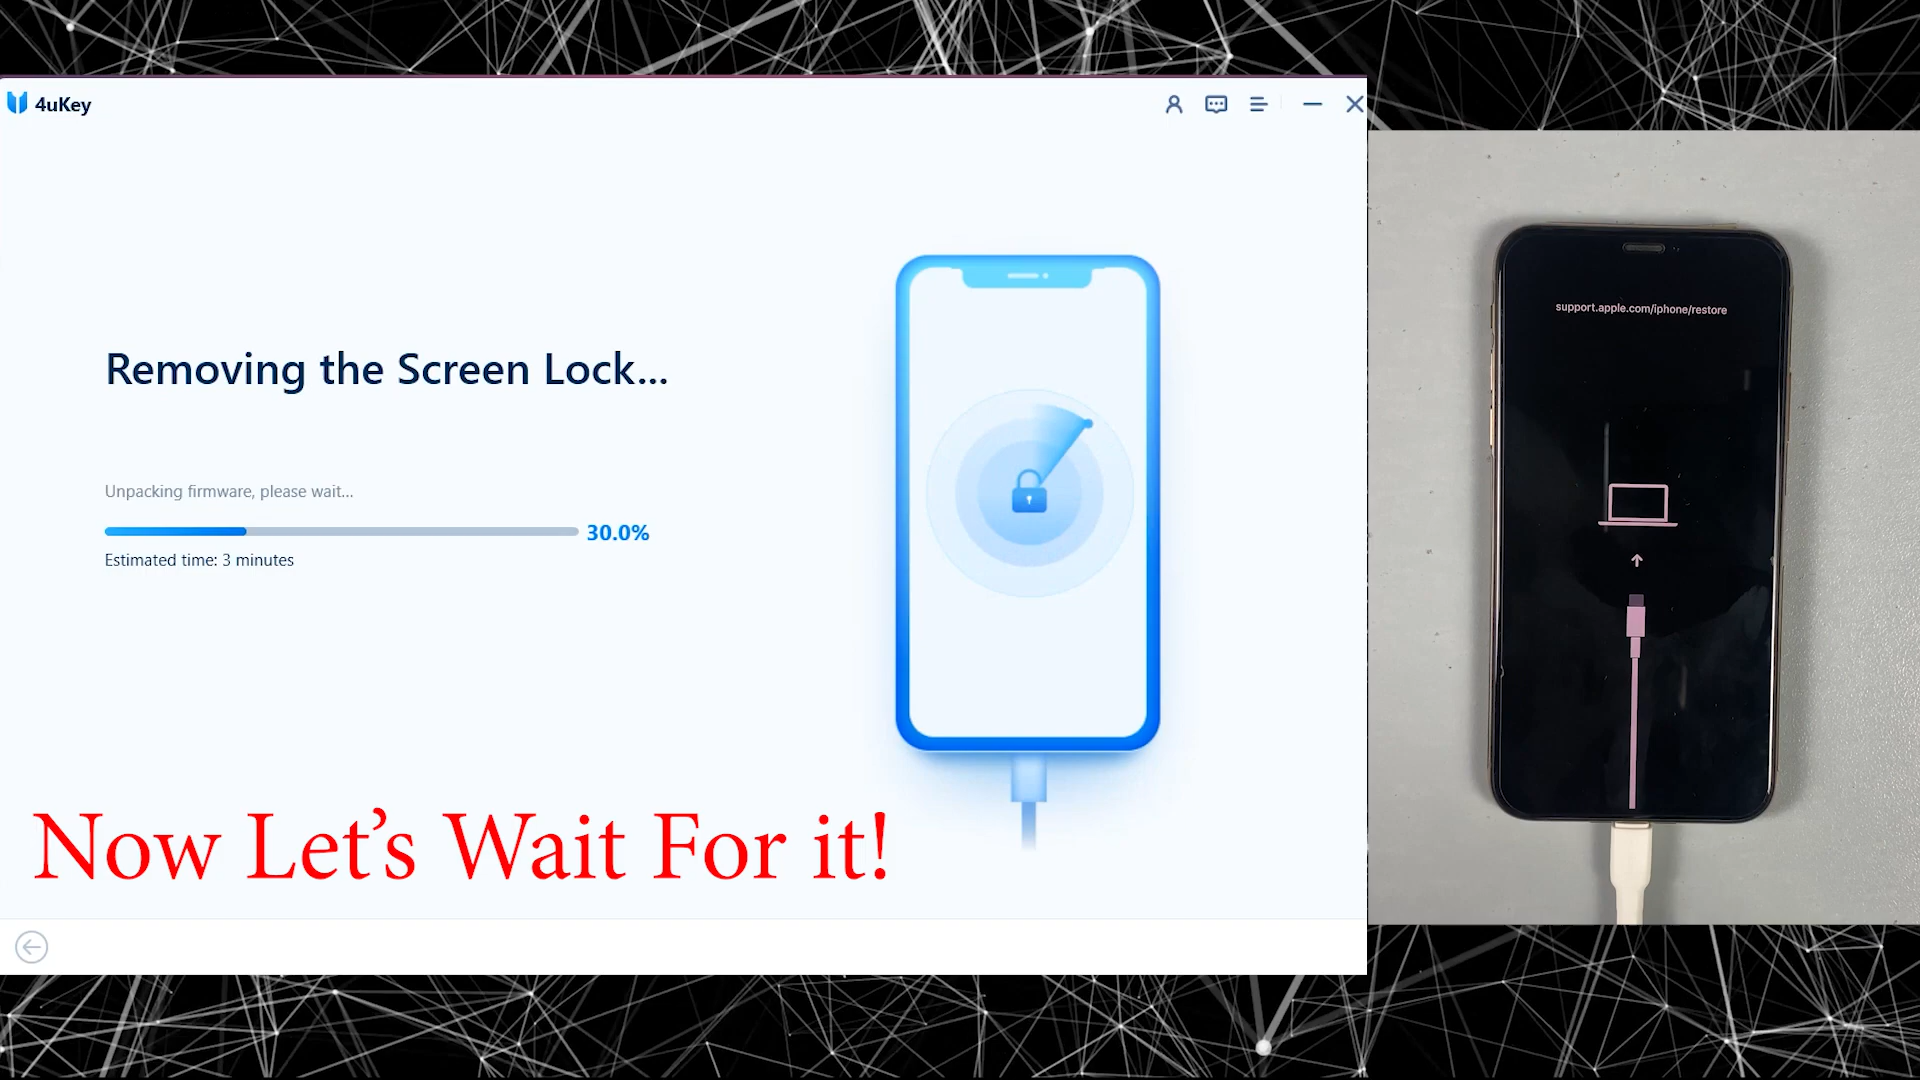 4uKey
Removing the Screen Lock...
Unpacking firmware, please wait...
30.0%
Estimated time: 3 minutes
Now Let’s Wait For it!
support.apple.com/iphone/restore